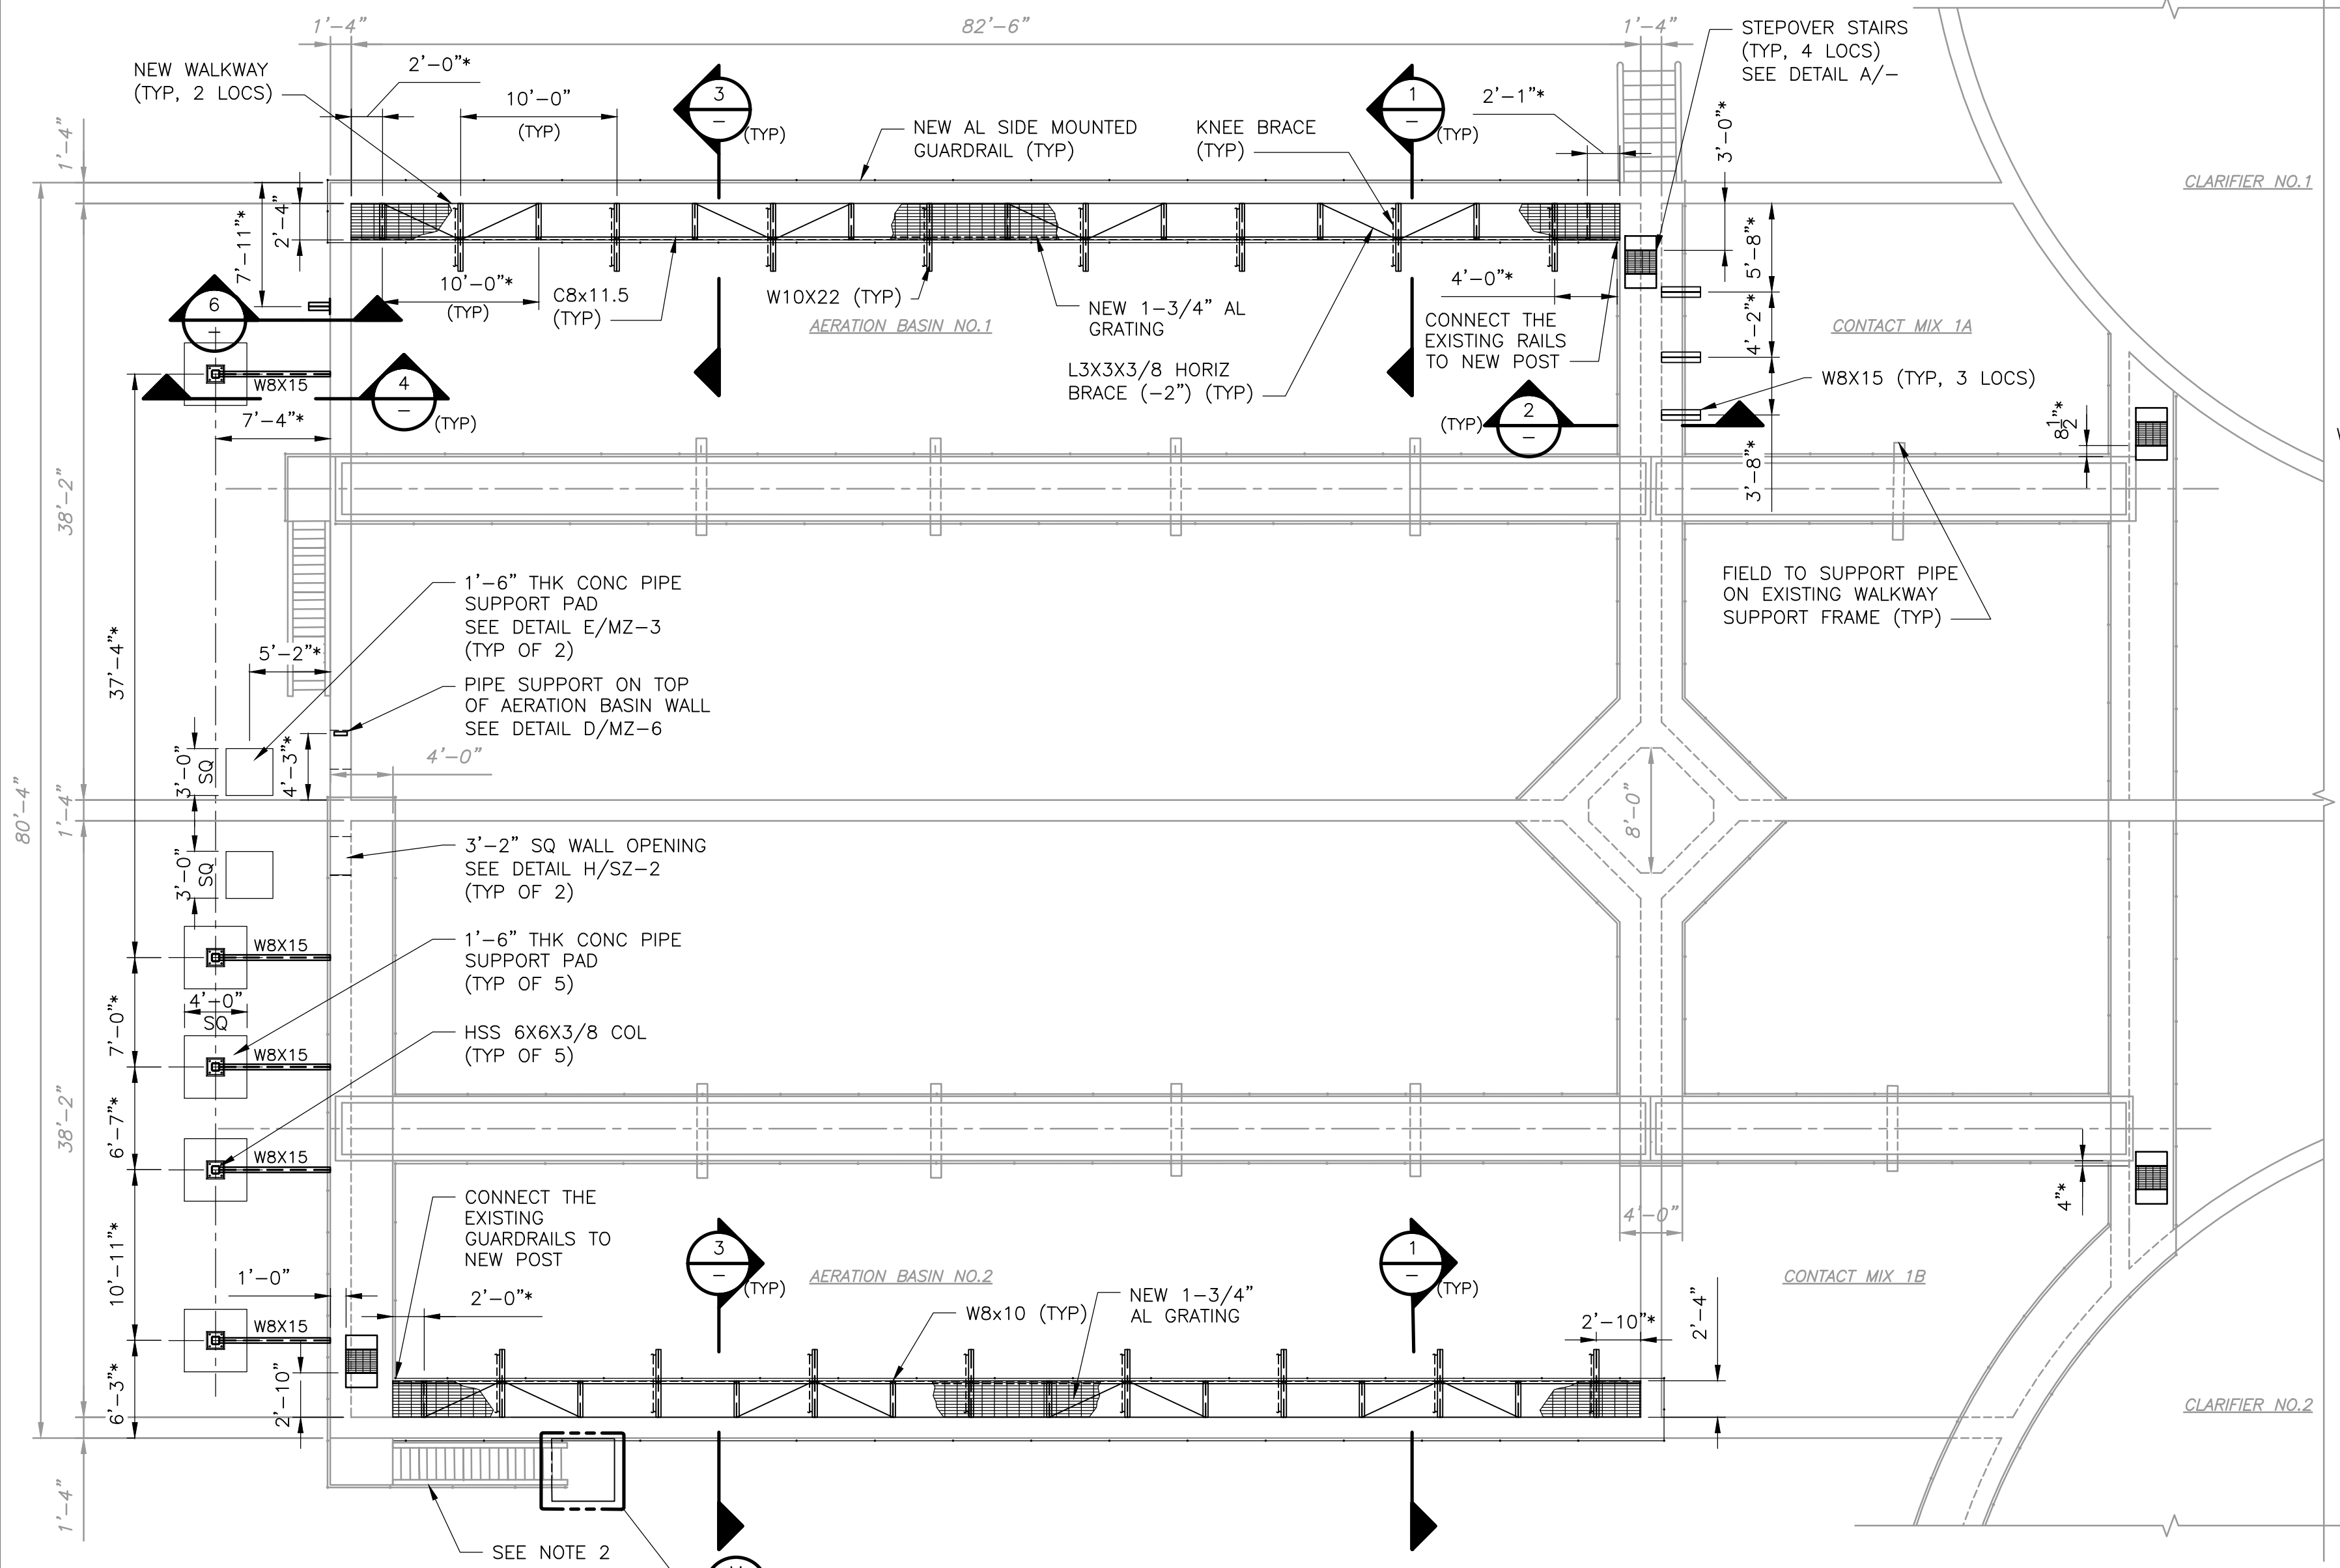 1'-4"
82'-6"
1'-4"
STEPOVER STAIRS
(TYP, 4 LOCS)
SEE DETAIL A/-
NEW WALKWAY
(TYP, 2 LOCS)
2'-0"*
10'-0"
(TYP)
3
-
(TYP)
NEW AL SIDE MOUNTED
GUARDRAIL (TYP)
KNEE BRACE
(TYP)
1
-
(TYP)
2'-1"*
3'-0"*
1'-4"
CLARIFIER NO.1
7'-11"*
2'-4"
10'-0"*
(TYP)
C8x11.5
(TYP)
W10X22 (TYP)
AERATION BASIN NO.1
NEW 1-3/4" AL
GRATING
4'-0"*
CONNECT THE
EXISTING RAILS
TO NEW POST
5'-8"*
4'-2"*
3'-8"*
CONTACT MIX 1A
6
L3X3X3/8 HORIZ
BRACE (-2") (TYP)
W8X15 (TYP, 3 LOCS)
W8X15
4
-
(TYP)
7'-4"*
(TYP)
2
-
8 1/2"*
38'-2"
FIELD TO SUPPORT PIPE
ON EXISTING WALKWAY
SUPPORT FRAME (TYP)
1'-6" THK CONC PIPE
SUPPORT PAD
SEE DETAIL E/MZ-3
(TYP OF 2)
37'-4"*
5'-2"*
PIPE SUPPORT ON TOP
OF AERATION BASIN WALL
SEE DETAIL D/MZ-6
3'-0"
SQ
4'-3"*
4'-0"
80'-4"
1'-4"
8'-0"
3'-0"
SQ
3'-2" SQ WALL OPENING
SEE DETAIL H/SZ-2
(TYP OF 2)
W8X15
1'-6" THK CONC PIPE
SUPPORT PAD
(TYP OF 5)
4'-0"
SQ
7'-0"*
W8X15
HSS 6X6X3/8 COL
(TYP OF 5)
6'-7"*
38'-2"
W8X15
CONNECT THE
EXISTING
GUARDRAILS TO
NEW POST
4'-0"
4"*
10'-11"*
1'-0"
2'-0"*
3
-
(TYP)
AERATION BASIN NO.2
1
-
(TYP)
CONTACT MIX 1B
W8X15
W8x10 (TYP)
NEW 1-3/4"
AL GRATING
2'-10"*
2'-4"
6'-3"*
2'-10"
CLARIFIER NO.2
1'-4"
SEE NOTE 2